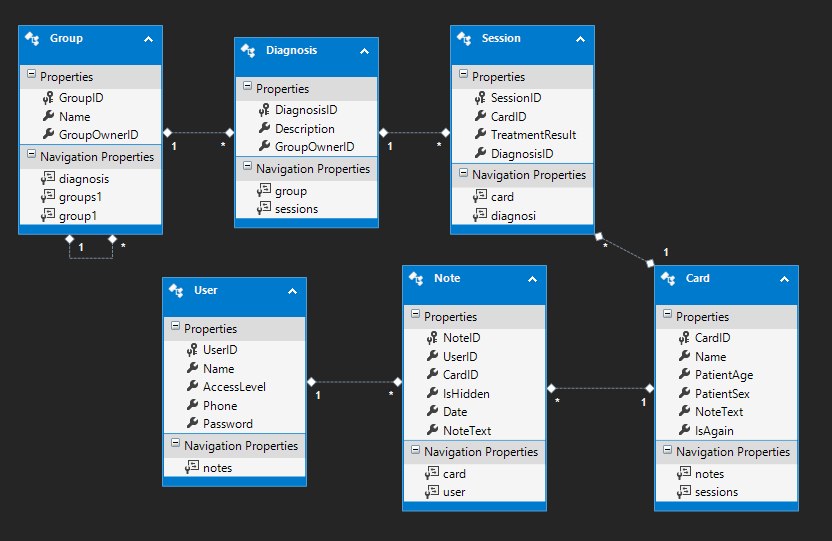 Group
Properties
GroupID
Name
GroupOwnerID
Navigation Properties
diagnosis
groups1
group1
1
*
1
*
Diagnosis
Properties
DiagnosisID
Description
GroupOwnerID
Navigation Properties
group
sessions
1
*
Session
Properties
SessionID
CardID
TreatmentResult
DiagnosisID
Navigation Properties
card
diagnosi
*
1
User
Properties
UserID
Name
AccessLevel
Phone
Password
Navigation Properties
notes
1
*
Note
Properties
NoteID
UserID
CardID
IsHidden
Date
NoteText
Navigation Properties
card
user
*
1
Card
Properties
CardID
Name
PatientAge
PatientSex
NoteText
IsAgain
Navigation Properties
notes
sessions